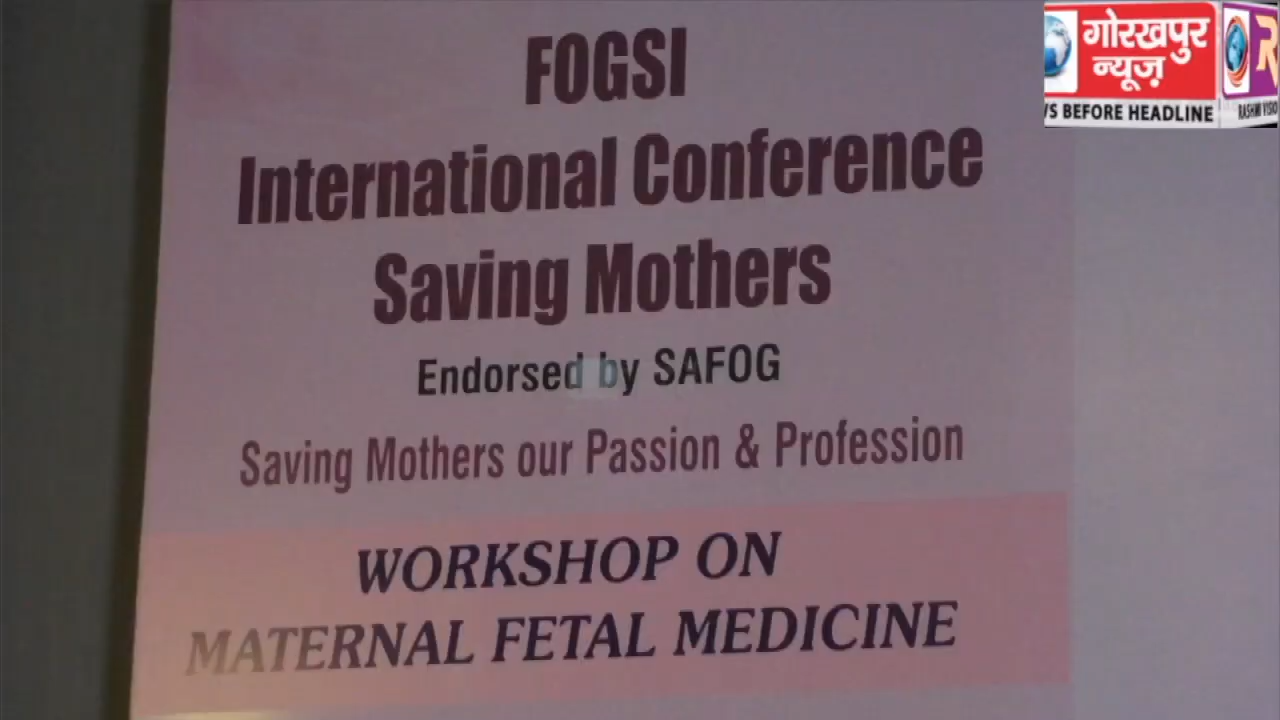 FOGSI
International Conference
Saving Mothers
Endorsed by SAFOG
Saving Mothers our Passion & Profession
WORKSHOP ON
MATERNAL FETAL MEDICINE
गोरखपुर
न्यूज़
BEFORE HEADLINE
RASHMI